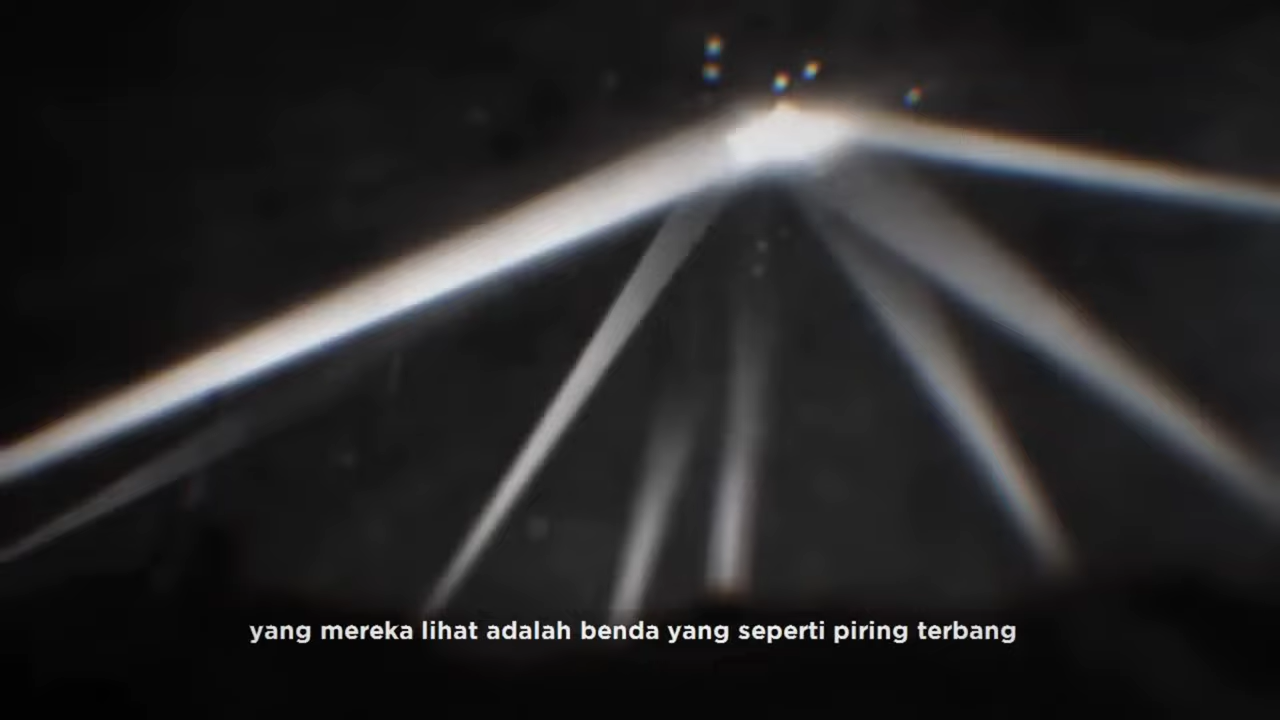 yang mereka lihat adalah benda yang seperti piring terbang